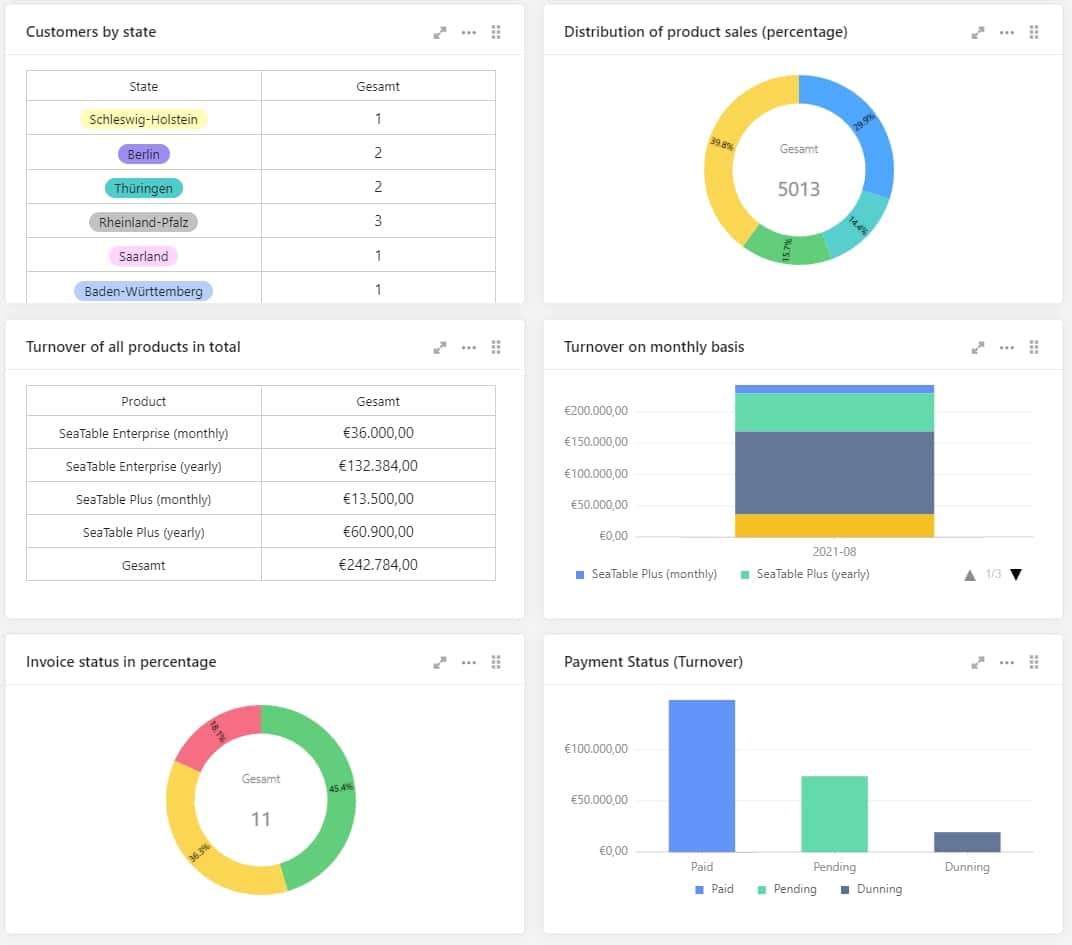 Customers by state
State Gesamt
Schleswig-Holstein 1
Berlin 2
Thüringen 2
Rheinland-Pfalz 3
Saarland 1
Baden-Württemberg 1
Distribution of product sales (percentage)
29.9%
39.8%
Gesamt
5013
14.4%
15.7%
Turnover of all products in total
Product Gesamt
SeaTable Enterprise (monthly) €36.000,00
SeaTable Enterprise (yearly) €132.384,00
SeaTable Plus (monthly) €13.500,00
SeaTable Plus (yearly) €60.900,00
Gesamt €242.784,00
Turnover on monthly basis
€200.000,00
€150.000,00
€100.000,00
€50.000,00
€0,00
2021-08
SeaTable Plus (monthly) SeaTable Plus (yearly) 1/3
Invoice status in percentage
18.1%
Gesamt
45.4%
11
36.3%
Payment Status (Turnover)
€100.000,00
€50.000,00
€0,00
Paid Pending Dunning
Paid Pending Dunning